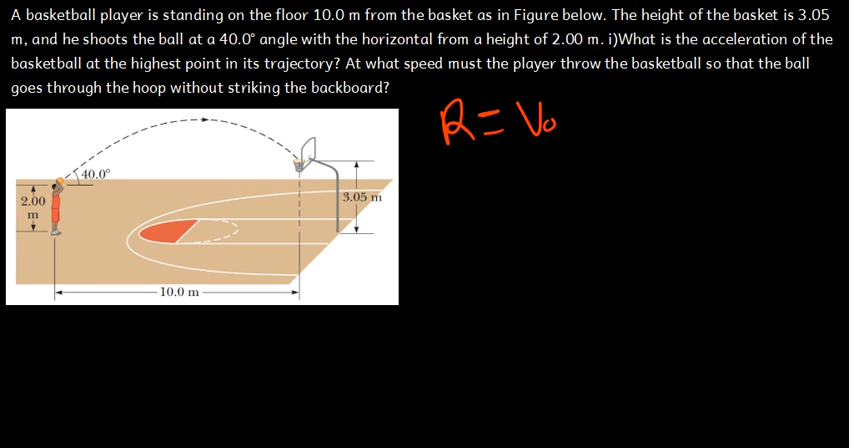 A basketball player is standing on the floor 10.0 m from the basket as in Figure below. The height of the basket is 3.05
m, and he shoots the ball at a 40.0° angle with the horizontal from a height of 2.00 m. i)What is the acceleration of the
basketball at the highest point in its trajectory? At what speed must the player throw the basketball so that the ball
goes through the hoop without striking the backboard?
R = V₀
40.0°
2.00
m
3.05 m
10.0 m